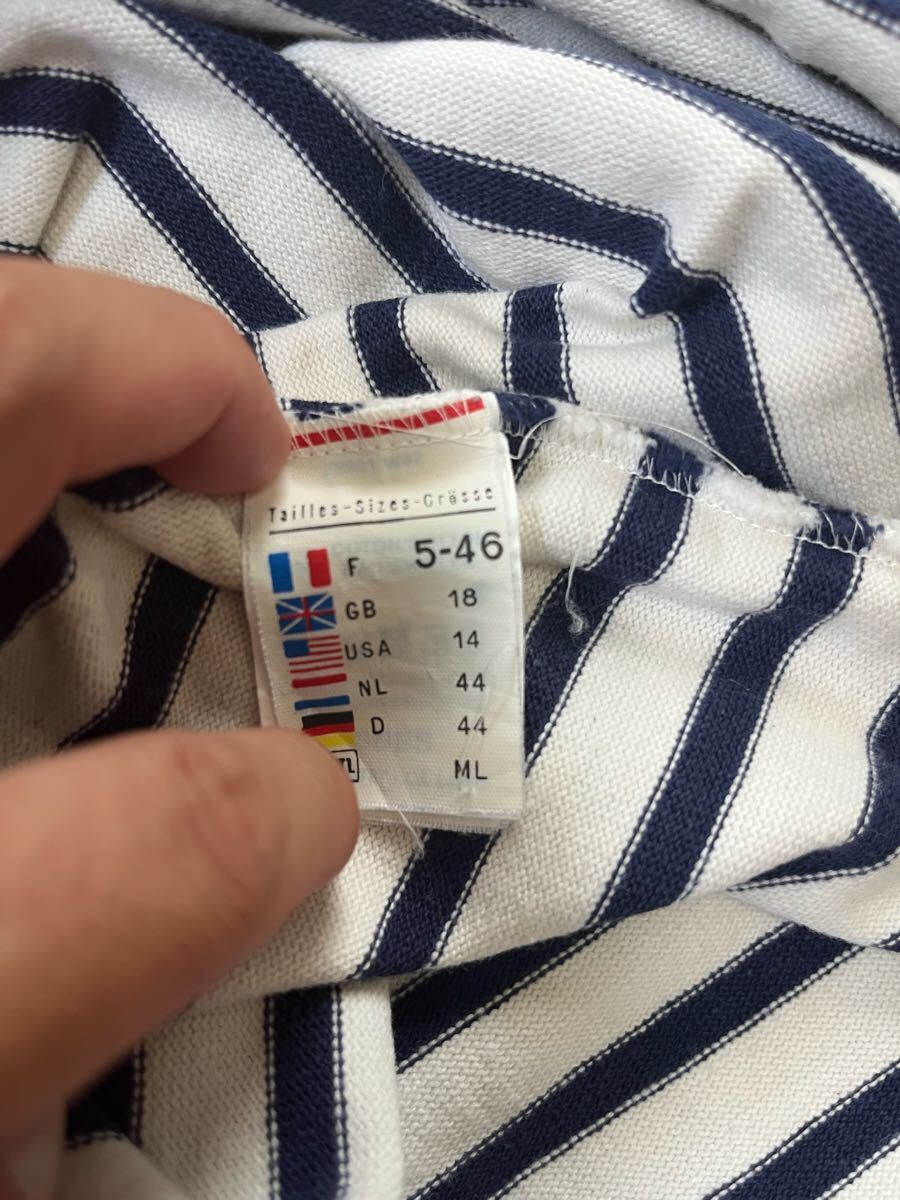 Tailles-Sizes-Grösse
F 5-46
GB 18
USA 14
NL 44
D 44
ML